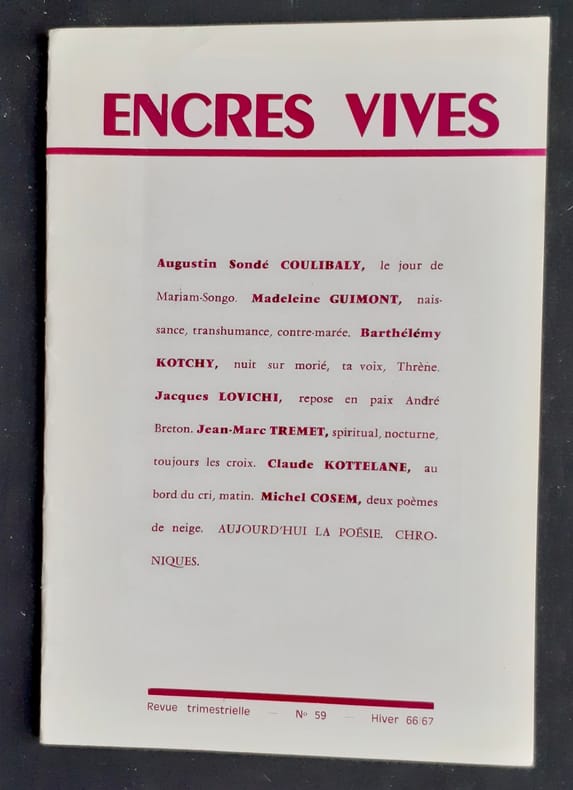 ENCRES VIVES
Augustin Sondé COULIBALY, le jour de
Mariam-Songo. Madeleine GUIMONT, nais-
sance, transhumance, contre-marée. Barthélémy
KOTCHY, nuit sur morié, ta voix, Thrène.
Jacques LOVICHI, repose en paix André
Breton. Jean-Marc TREMET, spiritual, nocturne,
toujours les croix. Claude KOTTELANE, au
bord du cri, matin. Michel COSEM, deux poèmes
de neige. AUJOURD'HUI LA POÉSIE. CHRO-
NIQUES.
Revue trimestrielle — Nº 59 — Hiver 66/67